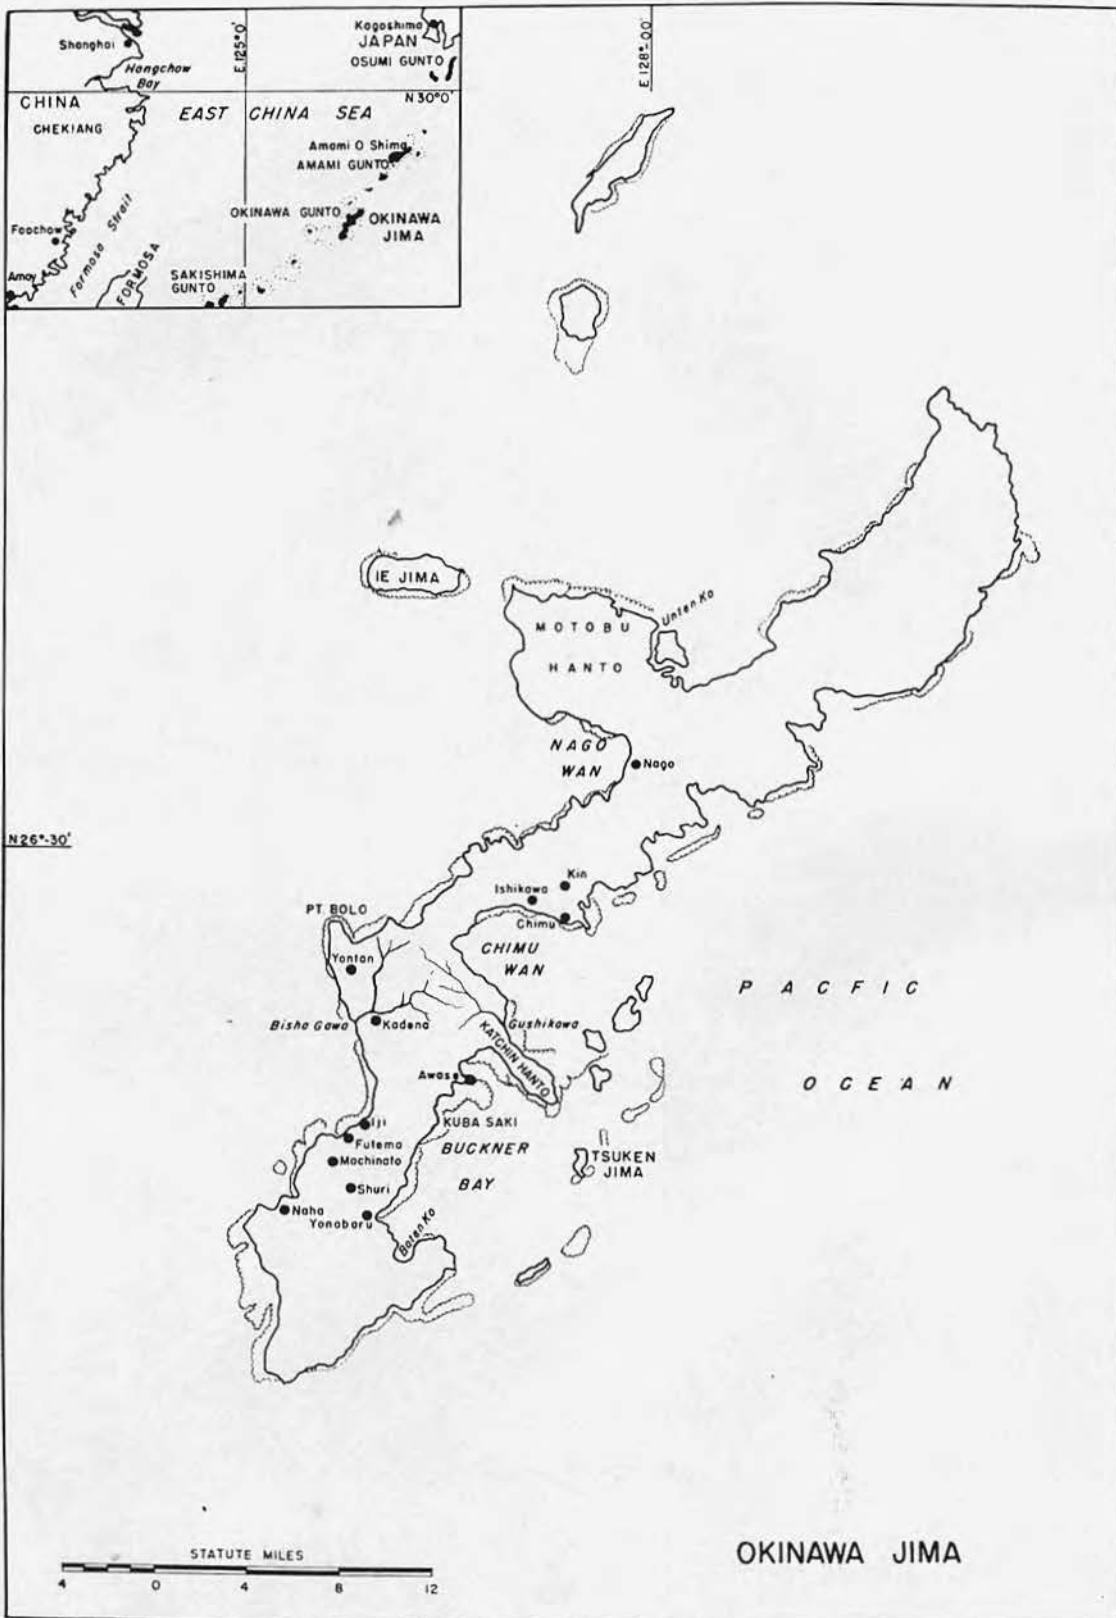 Shanghai
Hangchow
Bay
CHINA
CHEKIANG
E.125°0'
Kagoshima
JAPAN
OSUMI GUNTO
N30°0'
EAST CHINA SEA
Amami O Shima
AMAMI GUNTO
OKINAWA GUNTO
OKINAWA
JIMA
Foochow
Formosa Strait
Amoy
FORMOSA
SAKISHIMA
GUNTO
E128°-00'
IE JIMA
MOTOBU
HANTO
Unten Ko
NAGO
WAN
Nago
N26°-30'
Kin
Ishikawa
Chimu
PT. BOLO
Yontan
CHIMU
WAN
PACFIC
OCEAN
Bisha Gawa
Kadena
Gushikawa
KATCHIN HANTO
Awase
Iji
KUBA SAKI
Futema
BUCKNER
BAY
Machinato
TSUKEN
JIMA
Shuri
Naha
Yonabaru
Baten Ko
STATUTE MILES
4 0 4 8 12
OKINAWA JIMA